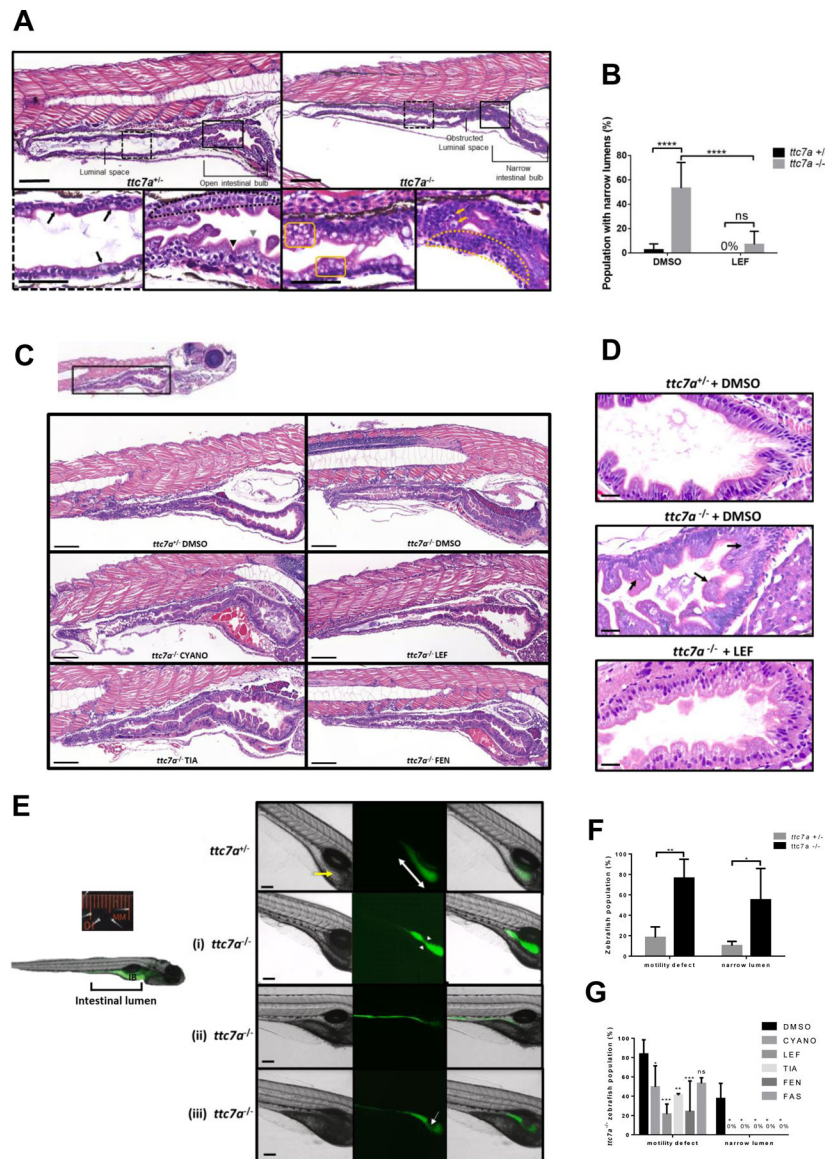 A
Luminal space
Open intestinal bulb
ttc7a+/-
Obstructed
Luminal space
Narrow
intestinal bulb
ttc7a-/-
B
Population with narrow lumens (%)
80
60
40
20
0
****
****
ns
0%
DMSO
LEF
ttc7a +/-
ttc7a -/-
C
ttc7a+/- DMSO
ttc7a-/- DMSO
ttc7a-/- CYANO
ttc7a-/- LEF
ttc7a-/- TIA
ttc7a-/- FEN
D
ttc7a+/- + DMSO
ttc7a -/- + DMSO
ttc7a -/- + LEF
E
ttc7a+/-
(i) ttc7a-/-
(ii) ttc7a-/-
(iii) ttc7a-/-
0
MM
IB
Intestinal lumen
F
Zebrafish population (%)
100
80
60
40
20
0
**
*
motility defect
narrow lumen
ttc7a +/-
ttc7a -/-
G
ttc7a-/- zebrafish population (%)
100
80
60
40
20
0
*
***
**
***
ns
* * * * *
0% 0% 0% 0% 0%
motility defect
narrow lumen
DMSO
CYANO
LEF
TIA
FEN
FAS